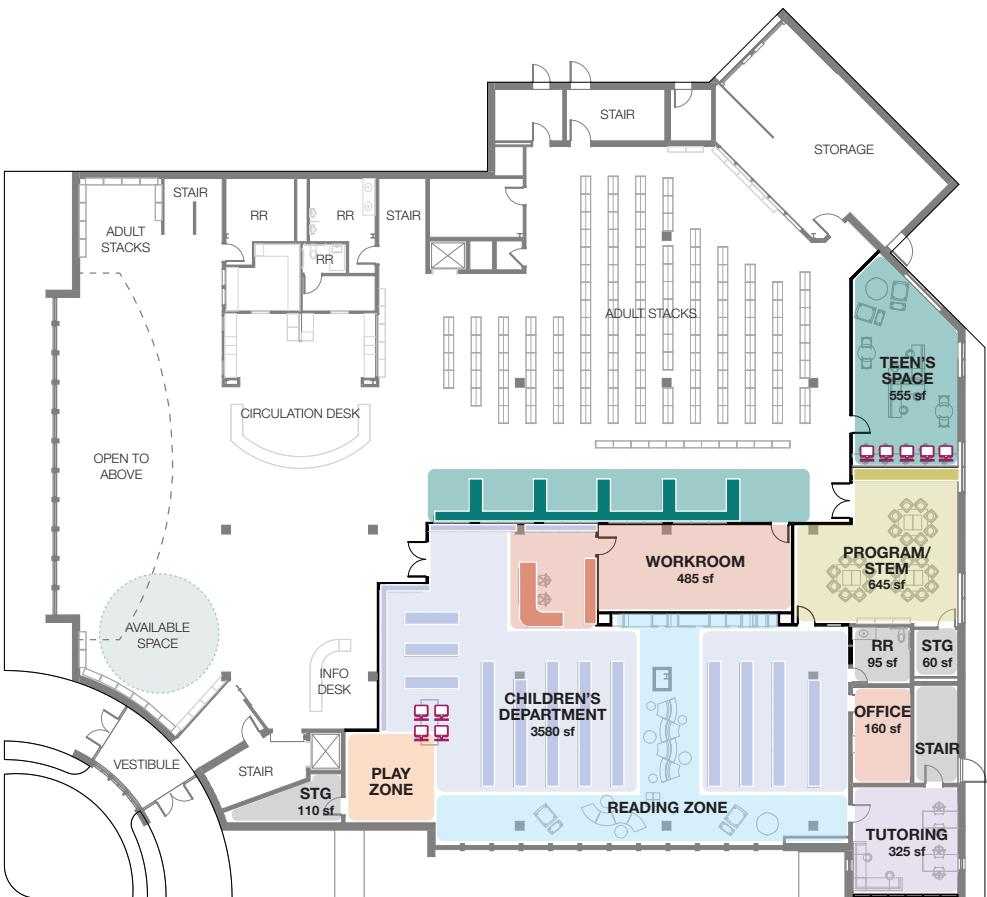 STAIR
STORAGE
STAIR
RR
RR
STAIR
ADULT
STACKS
RR
ADULT STACKS
TEEN'S
SPACE
555 sf
CIRCULATION DESK
OPEN TO
ABOVE
WORKROOM
485 sf
PROGRAM/
STEM
645 sf
AVAILABLE
SPACE
RR
95 sf
STG
60 sf
INFO
DESK
CHILDREN'S
DEPARTMENT
3580 sf
OFFICE
160 sf
STAIR
VESTIBULE
STAIR
PLAY
ZONE
STG
110 sf
READING ZONE
TUTORING
325 sf